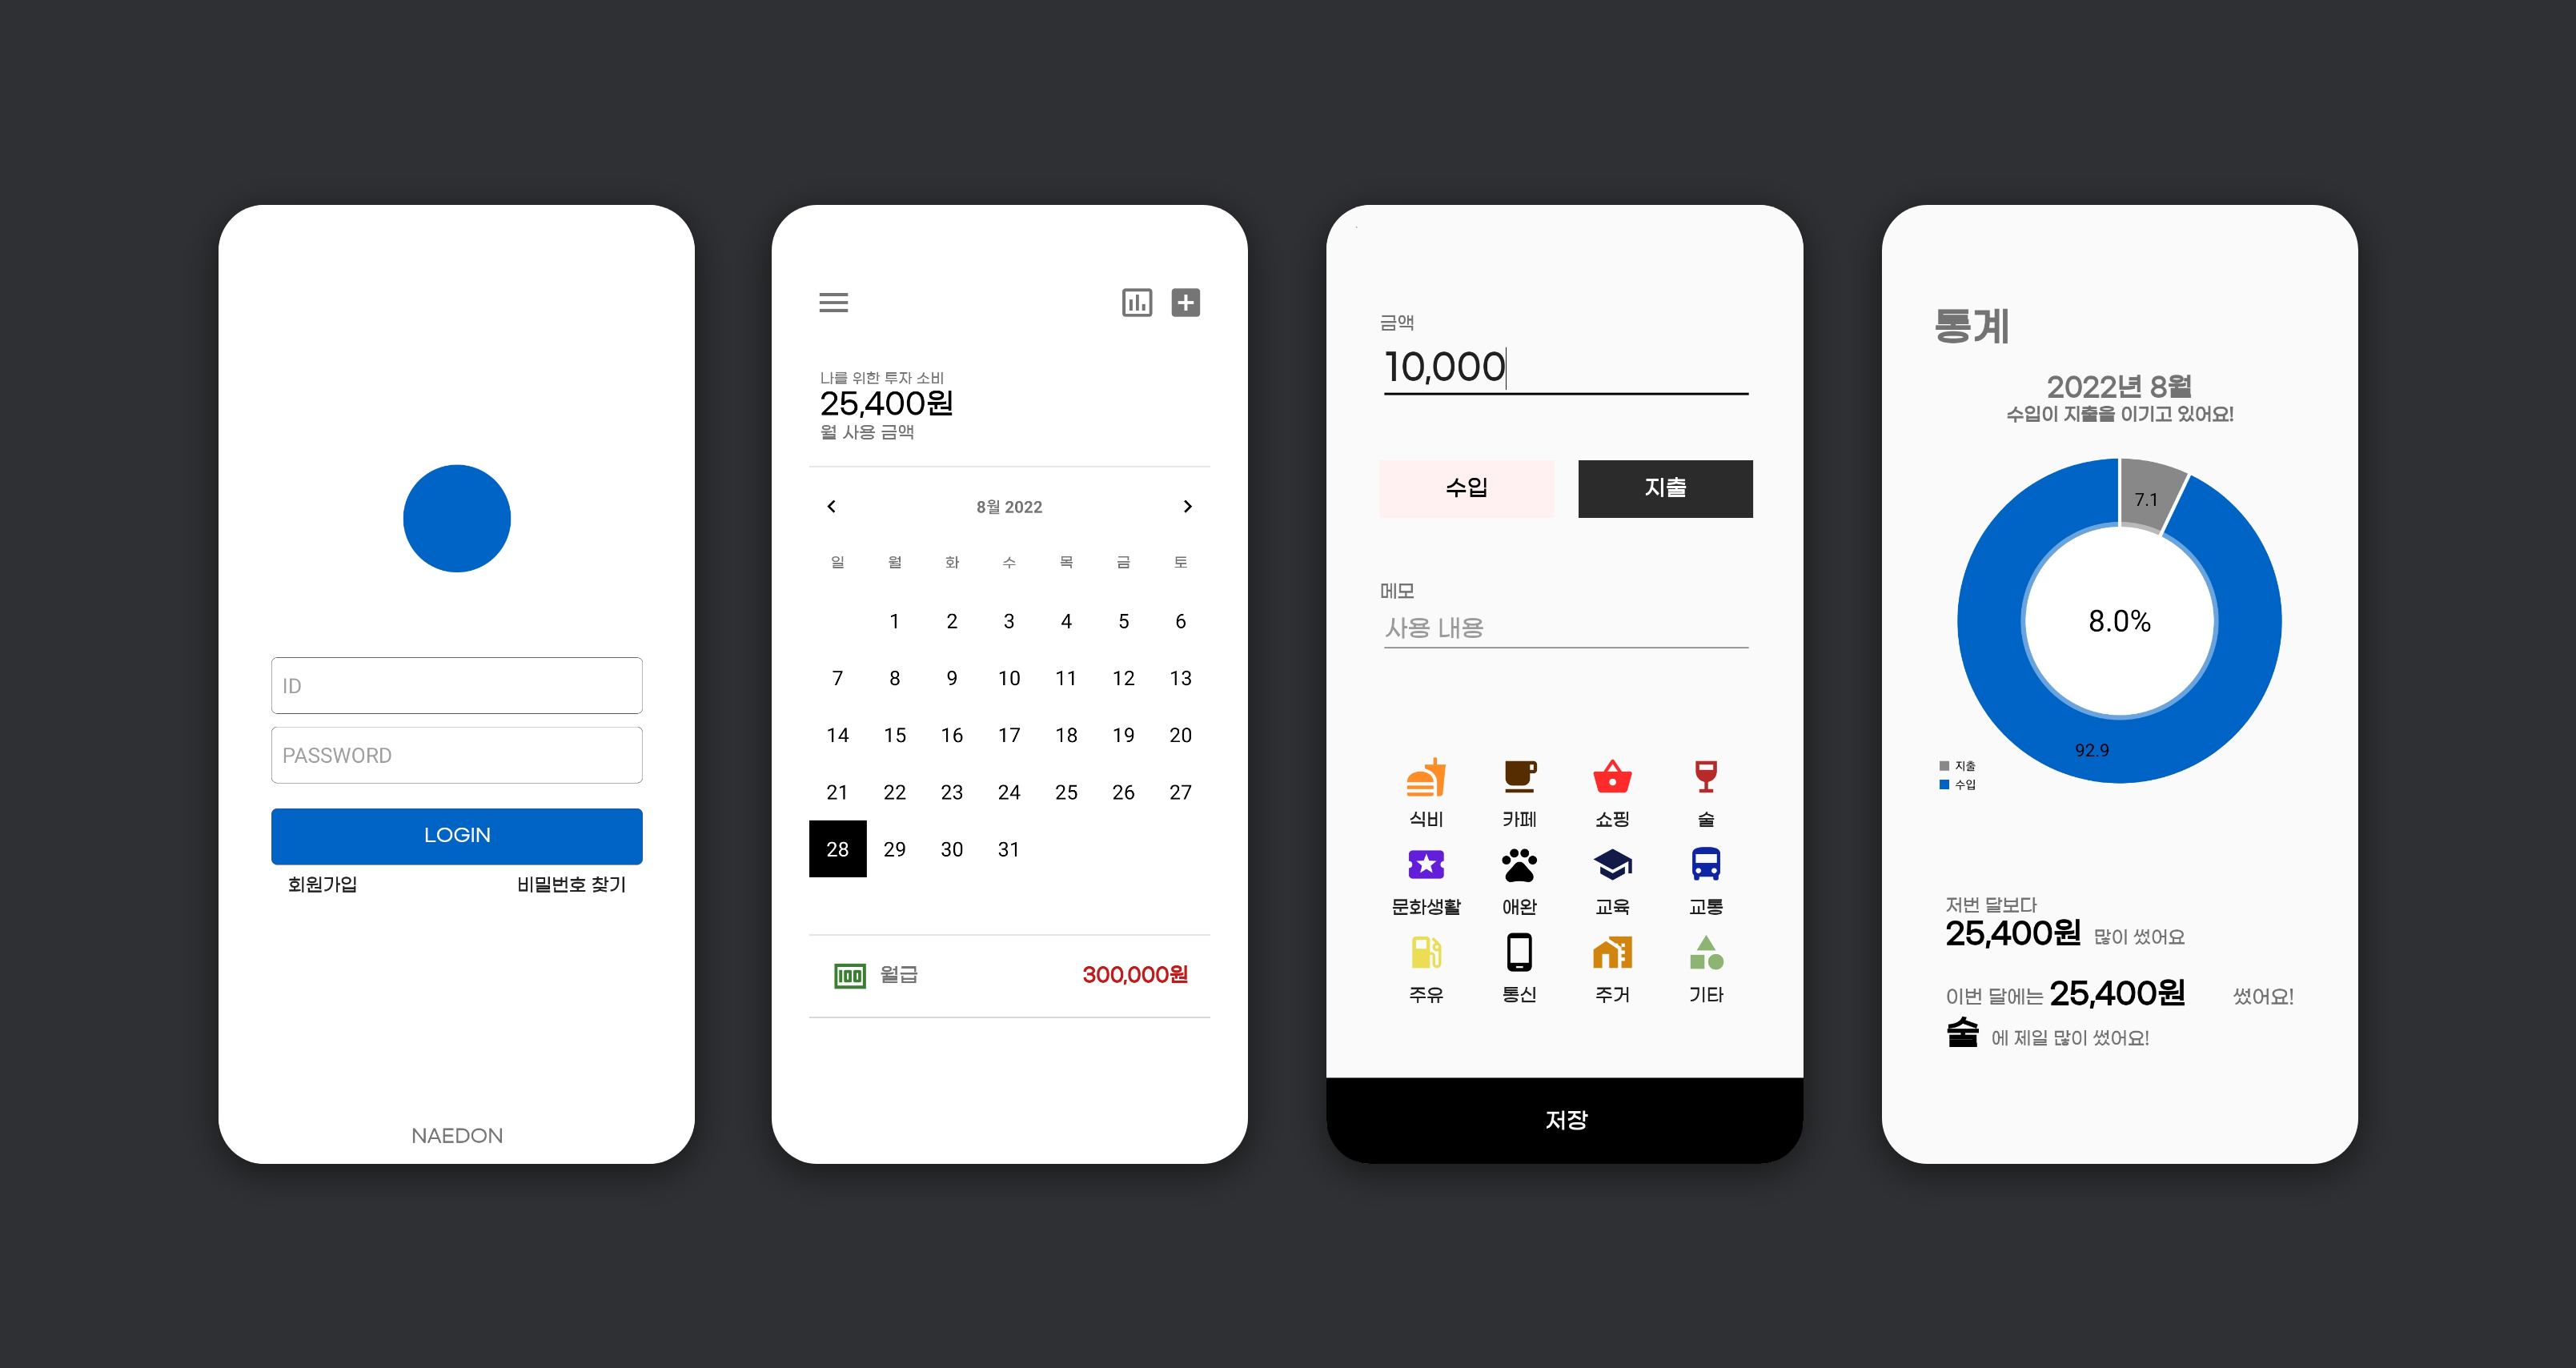 ID
PASSWORD
LOGIN
회원가입 비밀번호 찾기
NAEDON
나를 위한 투자 소비
25,400원
월 사용 금액
8월 2022
일 월 화 수 목 금 토
1 2 3 4 5 6
7 8 9 10 11 12 13
14 15 16 17 18 19 20
21 22 23 24 25 26 27
28 29 30 31
100 월급 300,000원
금액
10,000
수입 지출
메모
사용 내용
식비 카페 쇼핑 술
문화생활 애완 교육 교통
주유 통신 주거 기타
저장
통계
2022년 8월
수입이 지출을 이기고 있어요!
7.1
8.0%
92.9
지출
수입
저번 달보다
25,400원 많이 썼어요
이번 달에는 25,400원 썼어요!
술 에 제일 많이 썼어요!